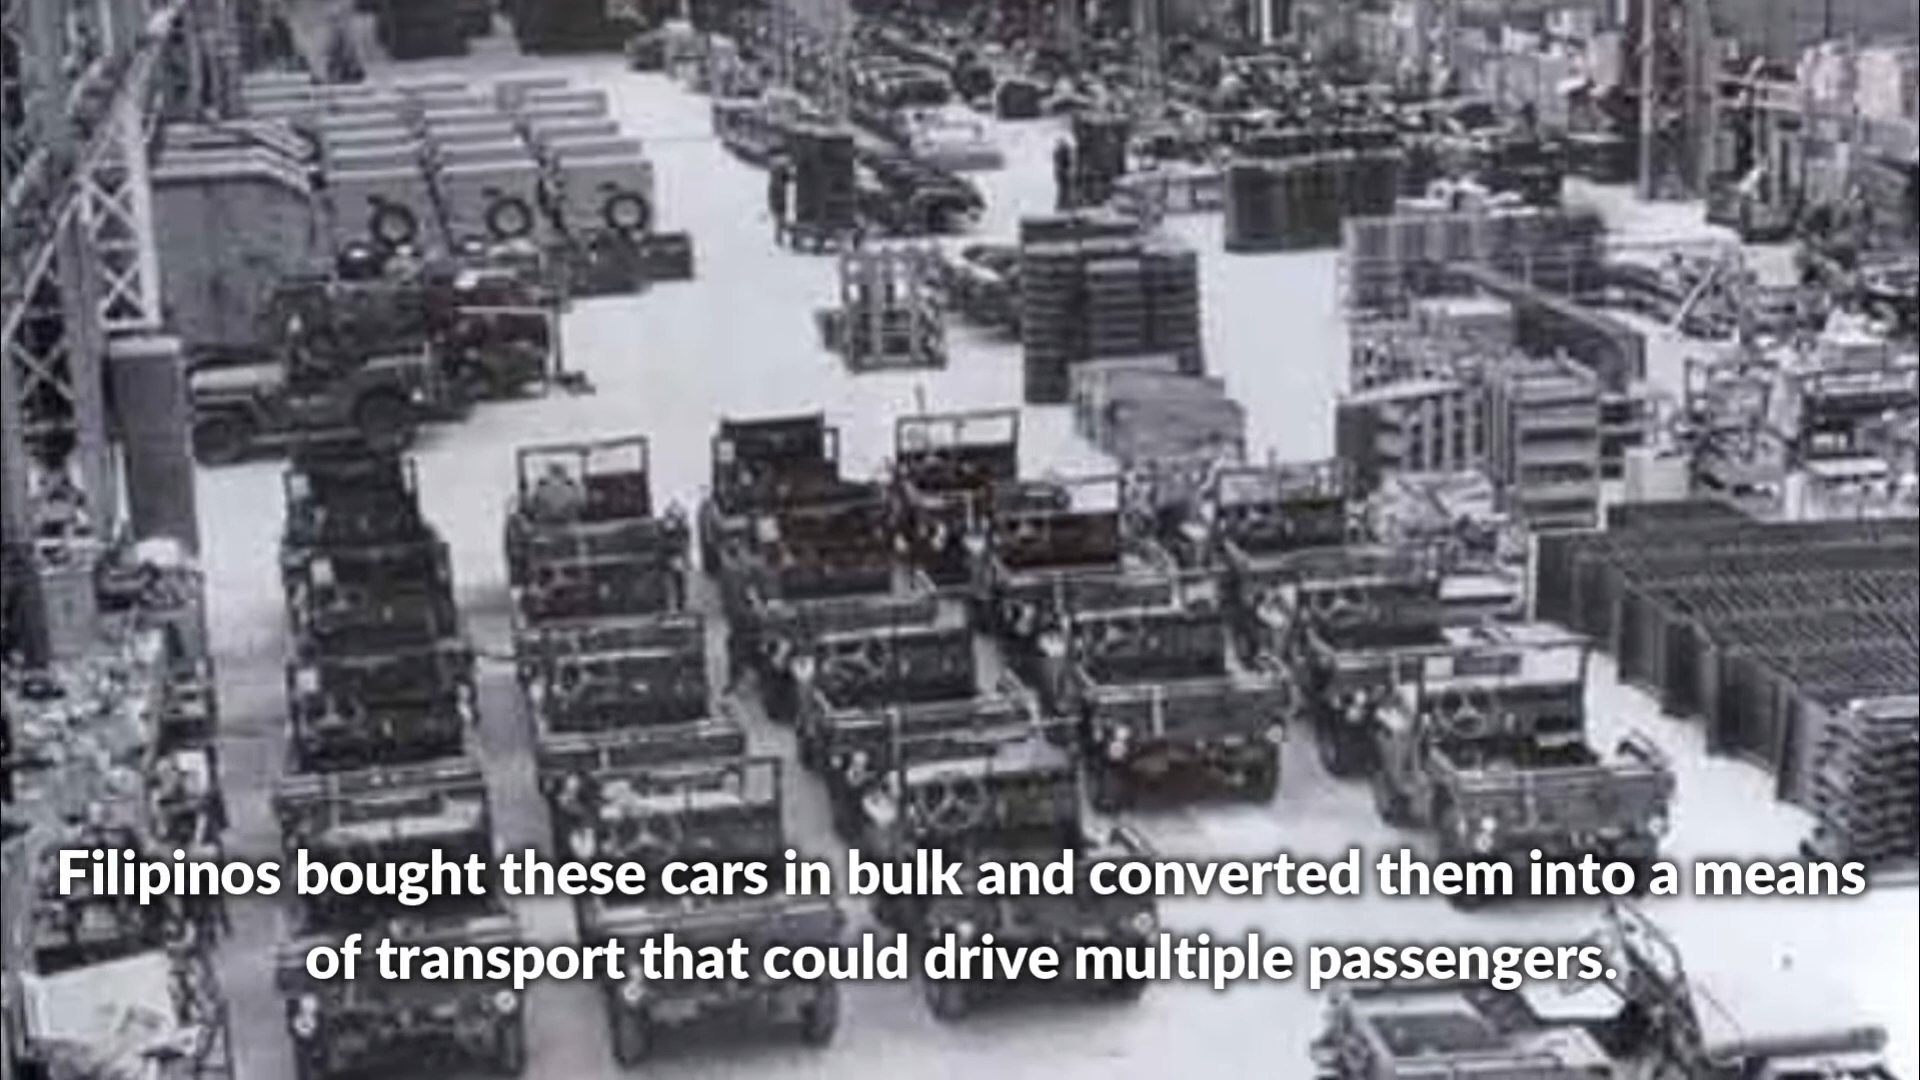 Filipinos bought these cars in bulk and converted them into a means
of transport that could drive multiple passengers.